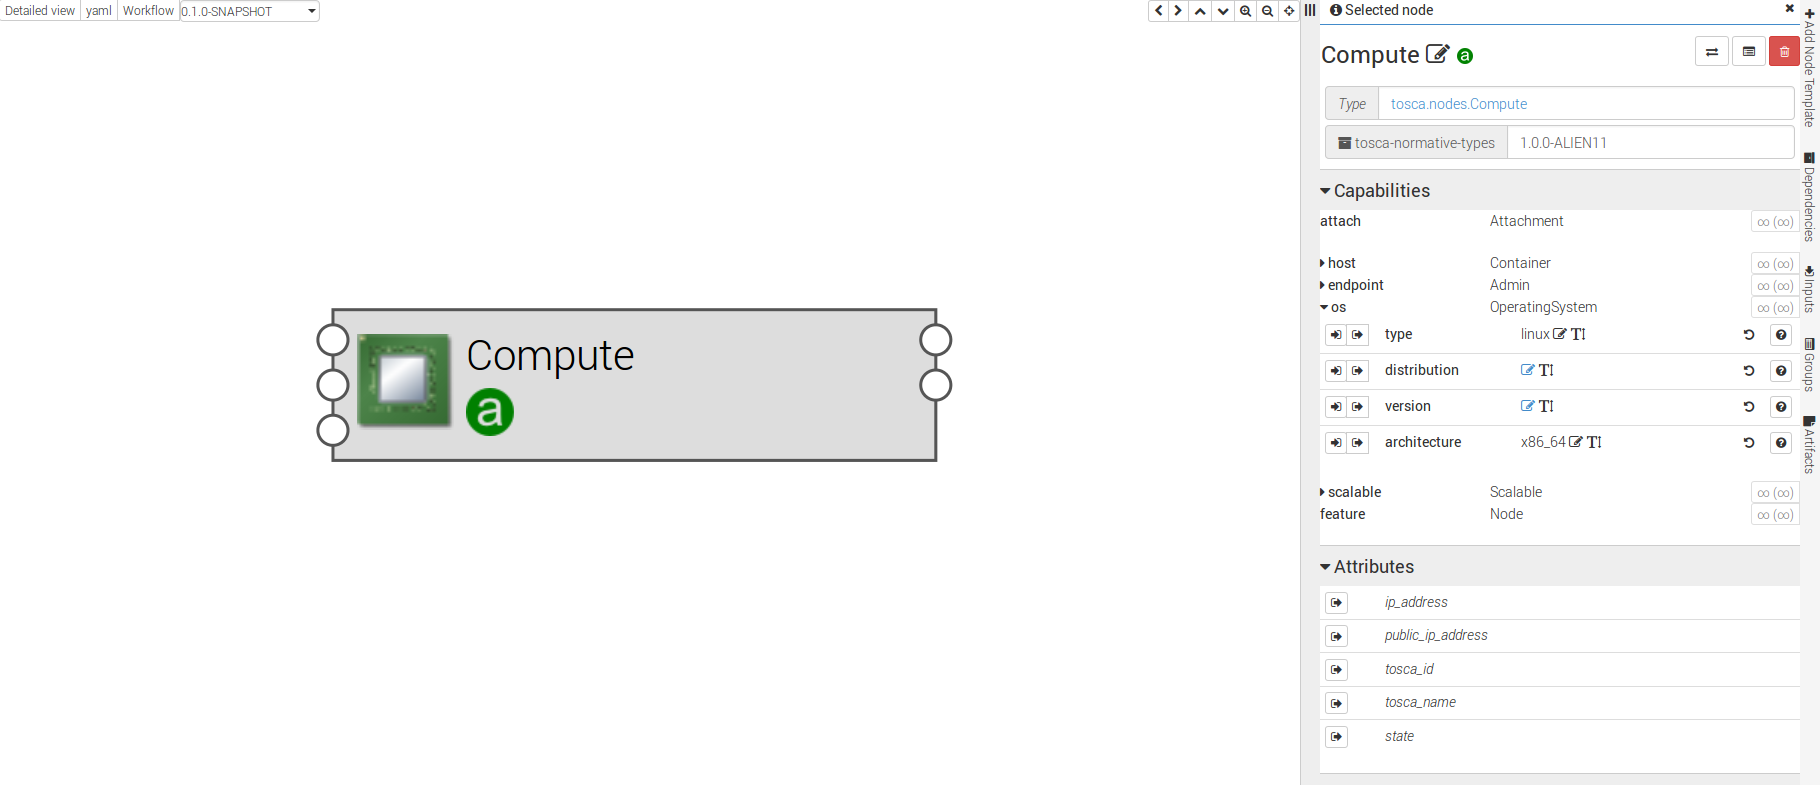 Detailed view yaml Workflow 0.1.0-SNAPSHOT
Selected node
Compute a
Type tosca.nodes.Compute
tosca-normative-types 1.0.0-ALIEN11
Capabilities
attach Attachment ∞ (∞)
host Container ∞ (∞)
endpoint Admin ∞ (∞)
os OperatingSystem ∞ (∞)
type linux T
distribution T
version T
architecture x86_64 T
scalable Scalable ∞ (∞)
feature Node ∞ (∞)
Attributes
ip_address
public_ip_address
tosca_id
tosca_name
state
Compute
a
Add Node Template
Dependencies
Inputs
Groups
Artifacts